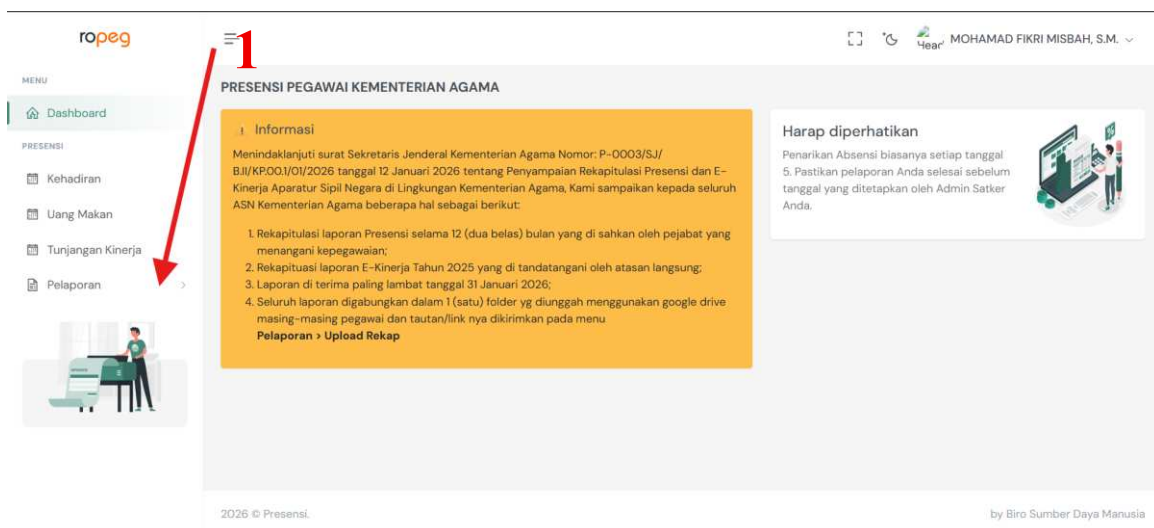 ropeg
1
MOHAMAD FIKRI MISBAH, S.M.
MENU
Dashboard
PRESENSI
Kehadiran
Uang Makan
Tunjangan Kinerja
Pelaporan
PRESENSI PEGAWAI KEMENTERIAN AGAMA
Informasi
Menindaklanjuti surat Sekretaris Jenderal Kementerian Agama Nomor: P-0003/SJ/
B.II/KP.00.1/01/2026 tanggal 12 Januari 2026 tentang Penyampaian Rekapitulasi Presensi dan E-
Kinerja Aparatur Sipil Negara di Lingkungan Kementerian Agama, Kami sampaikan kepada seluruh
ASN Kementerian Agama beberapa hal sebagai berikut:
1. Rekapitulasi laporan Presensi selama 12 (dua belas) bulan yang di sahkan oleh pejabat yang
menangani kepegawaian;
2. Rekapituasi laporan E-Kinerja Tahun 2025 yang di tandatangani oleh atasan langsung;
3. Laporan di terima paling lambat tanggal 31 Januari 2026;
4. Seluruh laporan digabungkan dalam 1 (satu) folder yg diunggah menggunakan google drive
masing-masing pegawai dan tautan/link nya dikirimkan pada menu
Pelaporan > Upload Rekap
Harap diperhatikan
Penarikan Absensi biasanya setiap tanggal
5. Pastikan pelaporan Anda selesai sebelum
tanggal yang ditetapkan oleh Admin Satker
Anda.
2026 © Presensi.
by Biro Sumber Daya Manusia